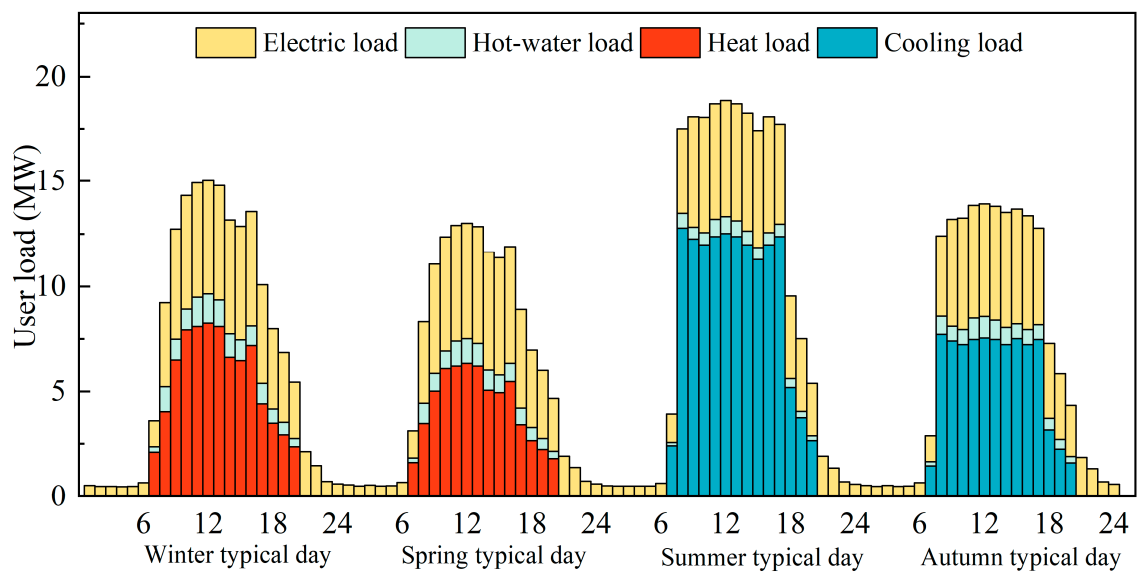 Electric load Hot-water load Heat load Cooling load
User load (MW)
20
15
10
5
0
6 12 18 24 6 12 18 24 6 12 18 24 6 12 18 24
Winter typical day Spring typical day Summer typical day Autumn typical day